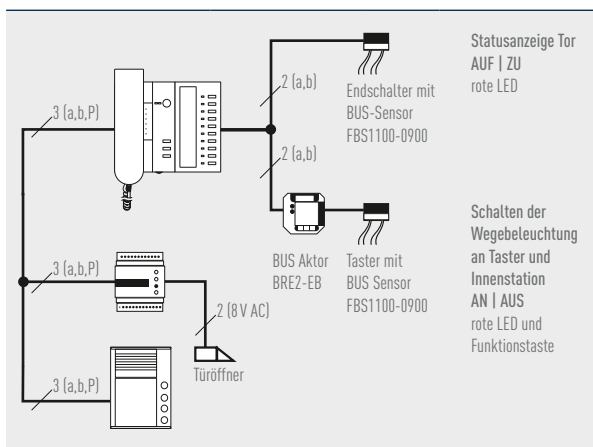 3 (a,b,P)
2 (a,b)
Endschalter mit
BUS-Sensor
FBS1100-0900
Statusanzeige Tor
AUF | ZU
rote LED
2 (a,b)
BUS Aktor
BRE2-EB
Taster mit
BUS Sensor
FBS1100-0900
Schalten der
Wegebeleuchtung
an Taster und
Innenstation
AN | AUS
rote LED und
Funktionstaste
3 (a,b,P)
2 (8 V AC)
Türöffner
3 (a,b,P)